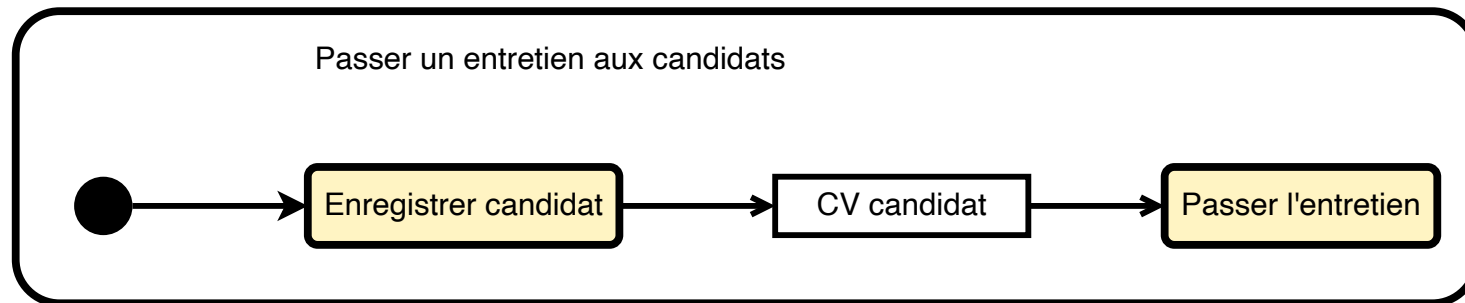 Passer un entretien aux candidats
Enregistrer candidat
CV candidat
Passer l'entretien